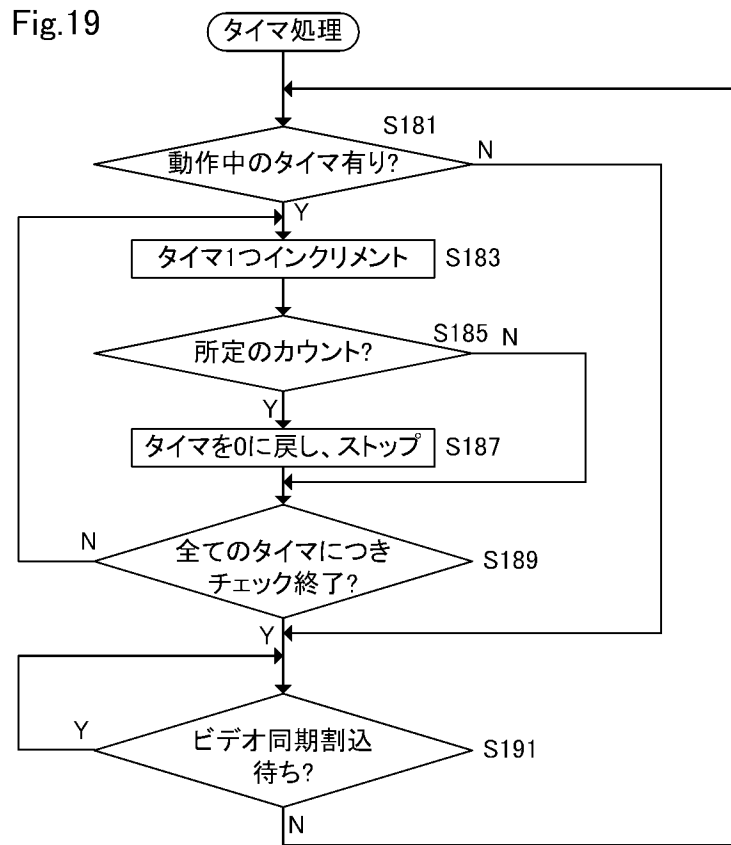 Fig.19
タイマ処理
S181
動作中のタイマ有り?
N
Y
タイマ1つインクリメント
S183
S185
所定のカウント?
N
Y
タイマを0に戻し、ストップ
S187
N
全てのタイマにつき
チェック終了?
S189
Y
Y
ビデオ同期割込
待ち?
S191
N